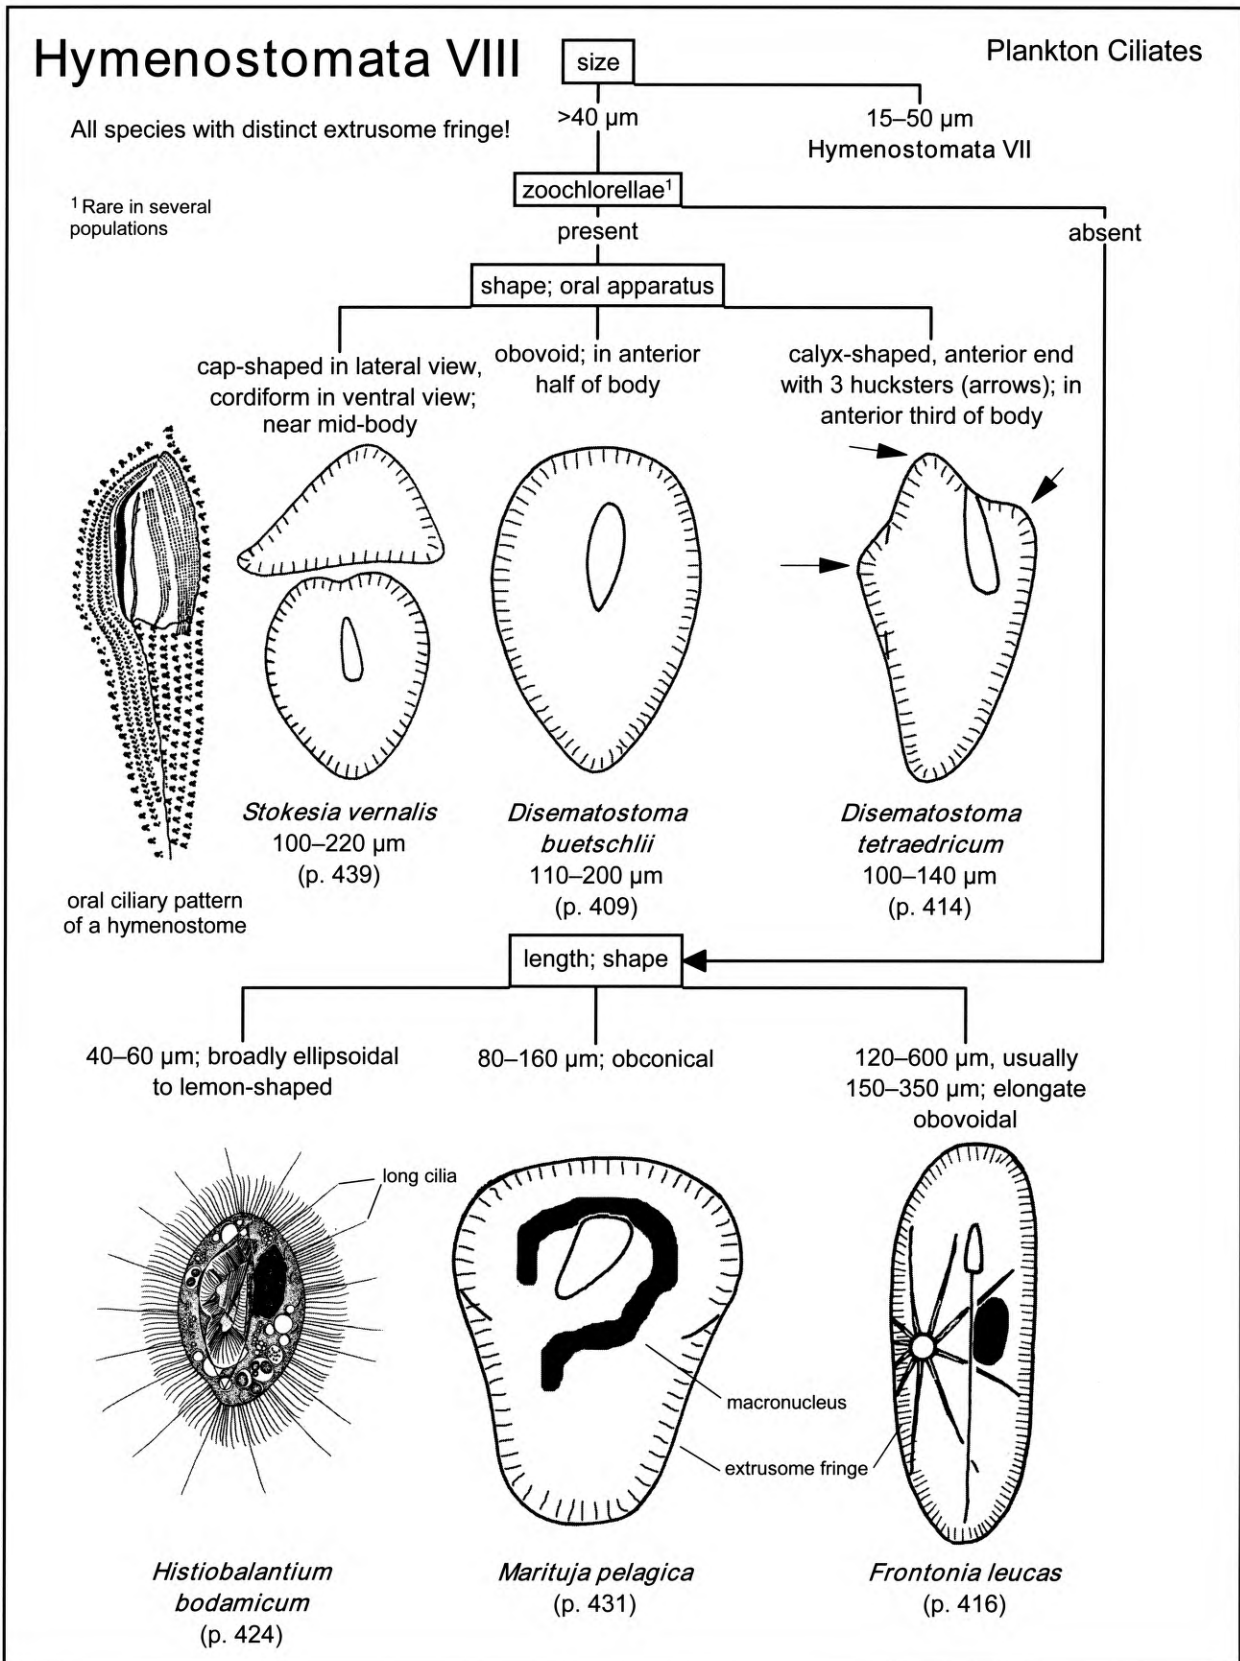 Hymenostomata VIII
Plankton Ciliates
size
>40 µm
15–50 µm
Hymenostomata VII
All species with distinct extrusome fringe!
zoochlorellae¹
¹ Rare in several
populations
present
absent
shape; oral apparatus
cap-shaped in lateral view,
cordiform in ventral view;
near mid-body
obovoid; in anterior
half of body
calyx-shaped, anterior end
with 3 hucksters (arrows); in
anterior third of body
Stokesia vernalis
100–220 µm
(p. 439)
Disematostoma
buetschlii
110–200 µm
(p. 409)
Disematostoma
tetraedricum
100–140 µm
(p. 414)
oral ciliary pattern
of a hymenostome
length; shape
40–60 µm; broadly ellipsoidal
to lemon-shaped
80–160 µm; obconical
120–600 µm, usually
150–350 µm; elongate
obovoidal
long cilia
macronucleus
extrusome fringe
Histiobalantium
bodamicum
(p. 424)
Marituja pelagica
(p. 431)
Frontonia leucas
(p. 416)